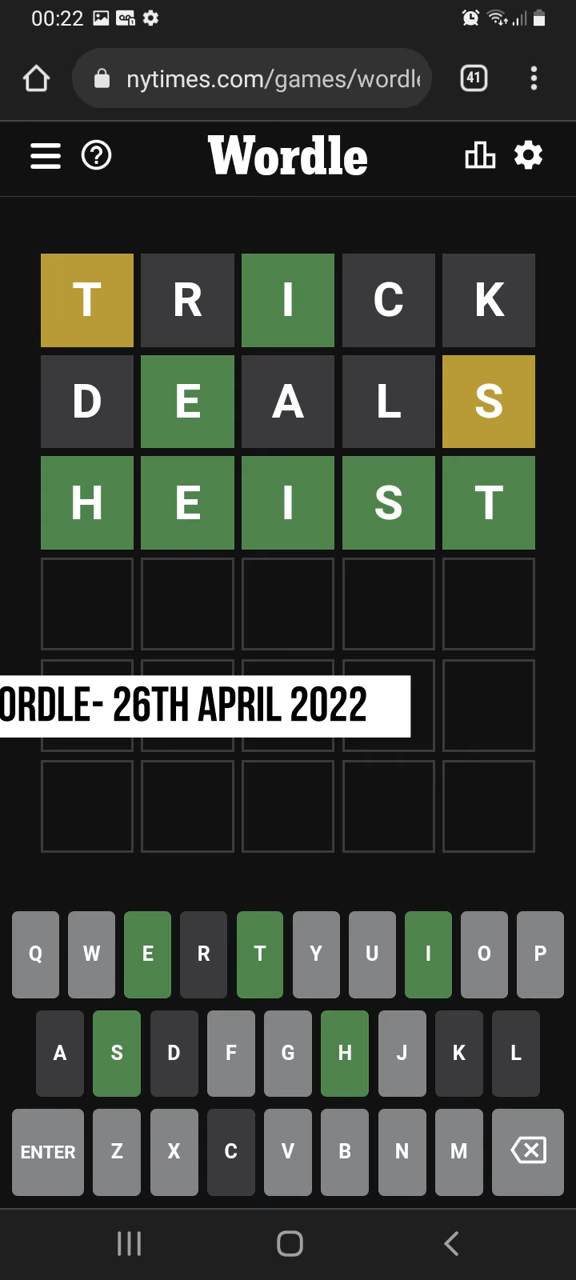 00:22
nytimes.com/games/wordl
41
Wordle
T R I C K
D E A L S
H E I S T
ORDLE- 26TH APRIL 2022
Q W E R T Y U I O P
A S D F G H J K L
ENTER Z X C V B N M